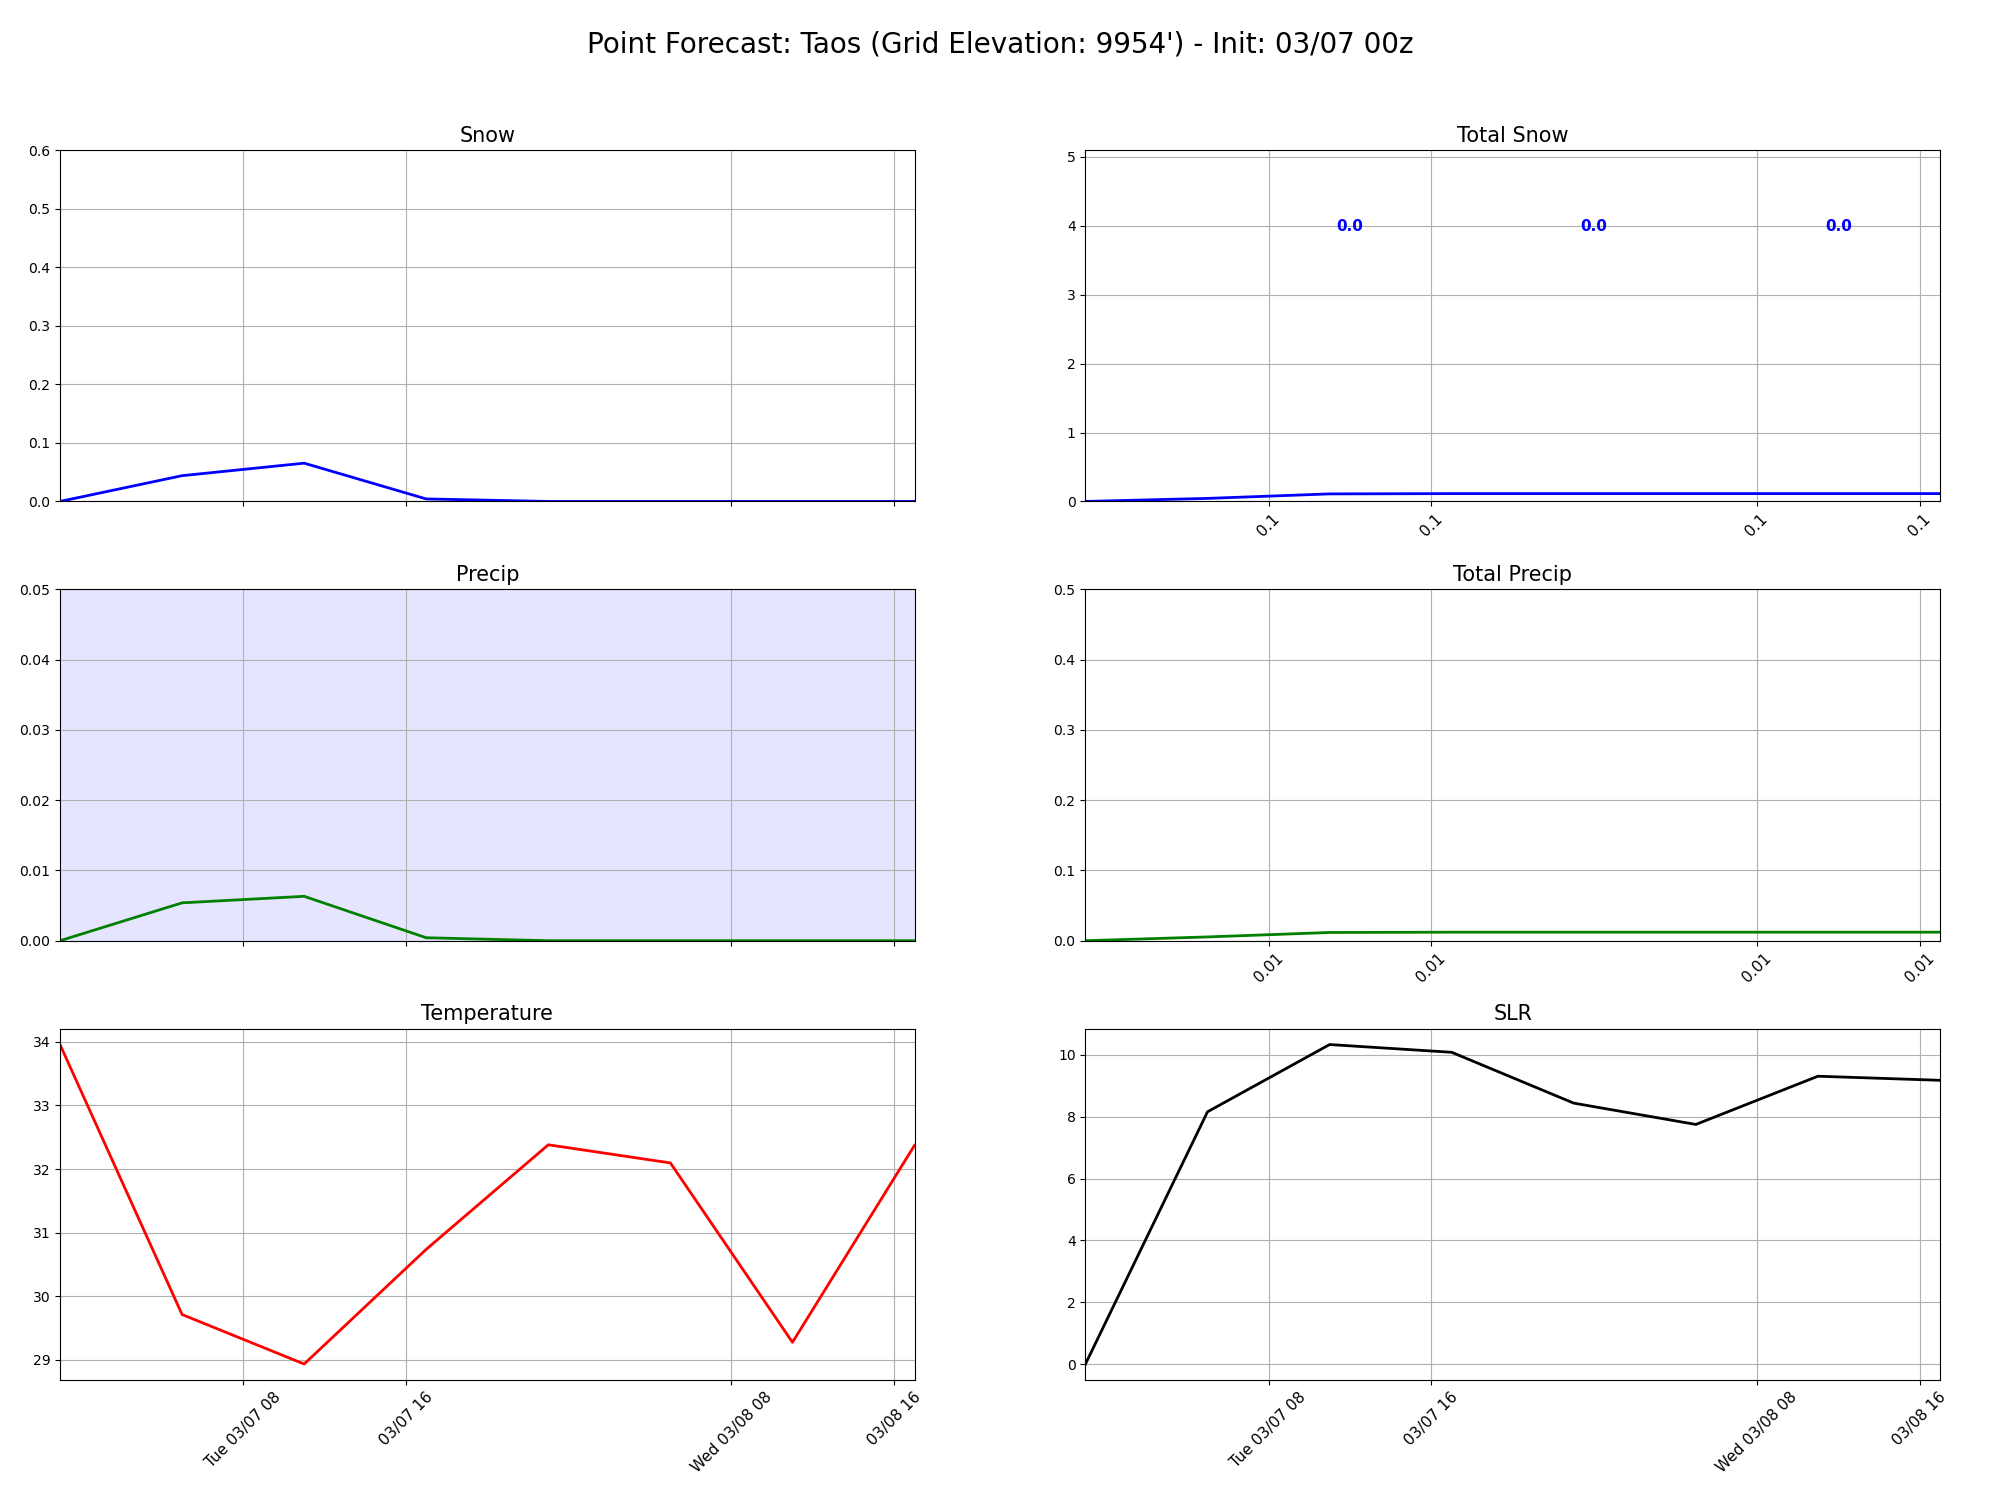 Point Forecast: Taos (Grid Elevation: 9954') - Init: 03/07 00z
Snow
0.6
0.5
0.4
0.3
0.2
0.1
0.0
Total Snow
5
4
3
2
1
0
0.0 0.0 0.0
0.1 0.1 0.1 0.1
Precip
0.05
0.04
0.03
0.02
0.01
0.00
Total Precip
0.5
0.4
0.3
0.2
0.1
0.0
0.01 0.01 0.01 0.01
Temperature
34
33
32
31
30
29
Tue 03/07 08
03/07 16
Wed 03/08 08
03/08 16
SLR
10
8
6
4
2
0
Tue 03/07 08
03/07 16
Wed 03/08 08
03/08 16